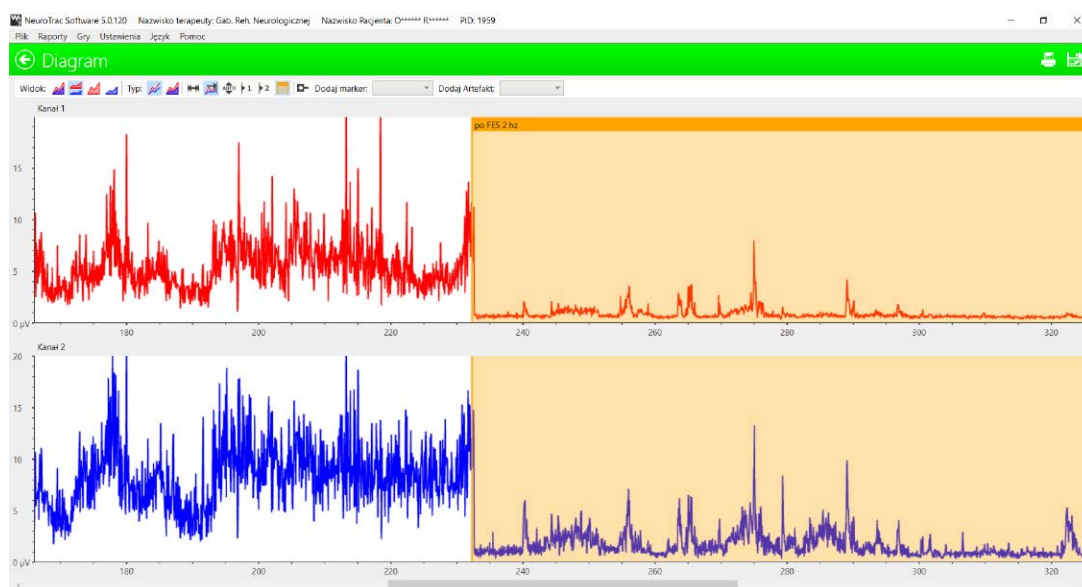 NeuroTrac Software 5.0.120 Nazwisko terapeuty: Gab. Reh. Neurologicznej Nazwisko Pacjenta: O****** R****** PID: 1959
Plik Raporty Gry Ustawienia Język Pomoc
Diagram
Widok: Typ: AUTO 1 2 Dodaj marker: Dodaj Artefakt:
Kanał 1
po FES 2 hz
15
10
5
0 µV
180 200 220 240 260 280 300 320
Kanał 2
20
15
10
5
0 µV
180 200 220 240 260 280 300 320